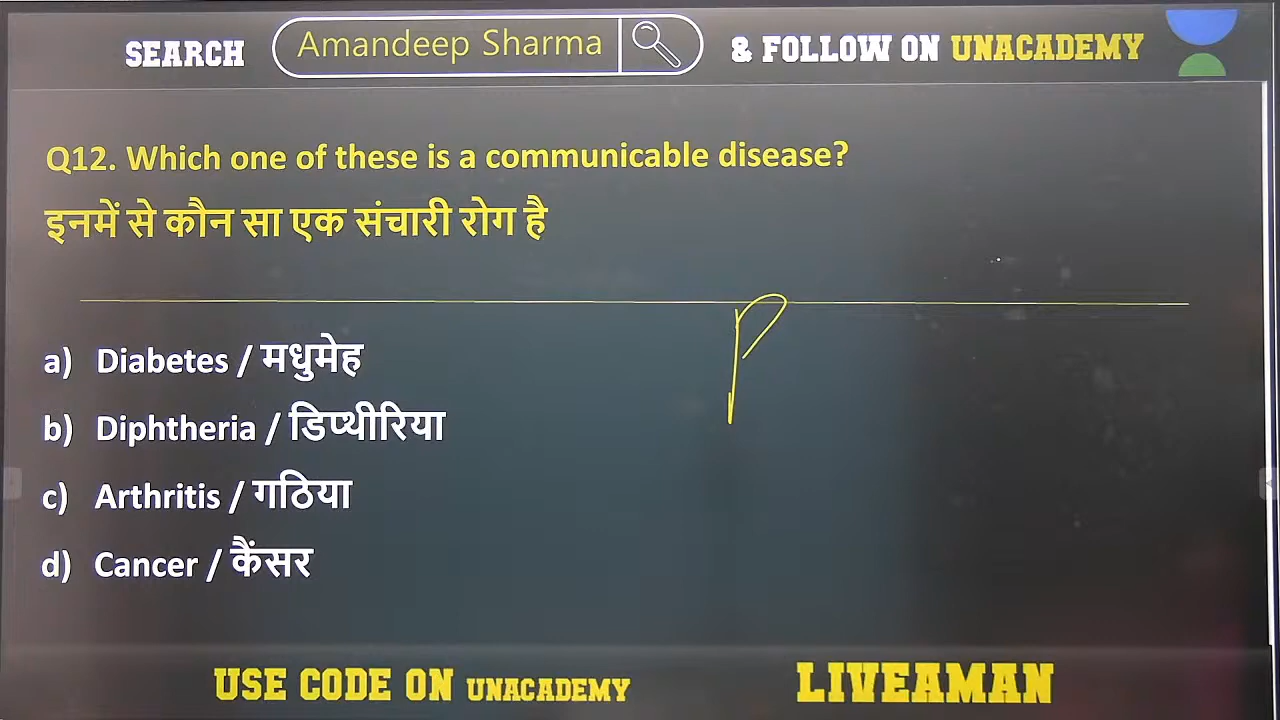 SEARCH Amandeep Sharma & FOLLOW ON UNACADEMY
Q12. Which one of these is a communicable disease?
इनमें से कौन सा एक संचारी रोग है
P
a) Diabetes / मधुमेह
b) Diphtheria / डिप्थीरिया
c) Arthritis / गठिया
d) Cancer / कैंसर
USE CODE ON UNACADEMY LIVEAMAN